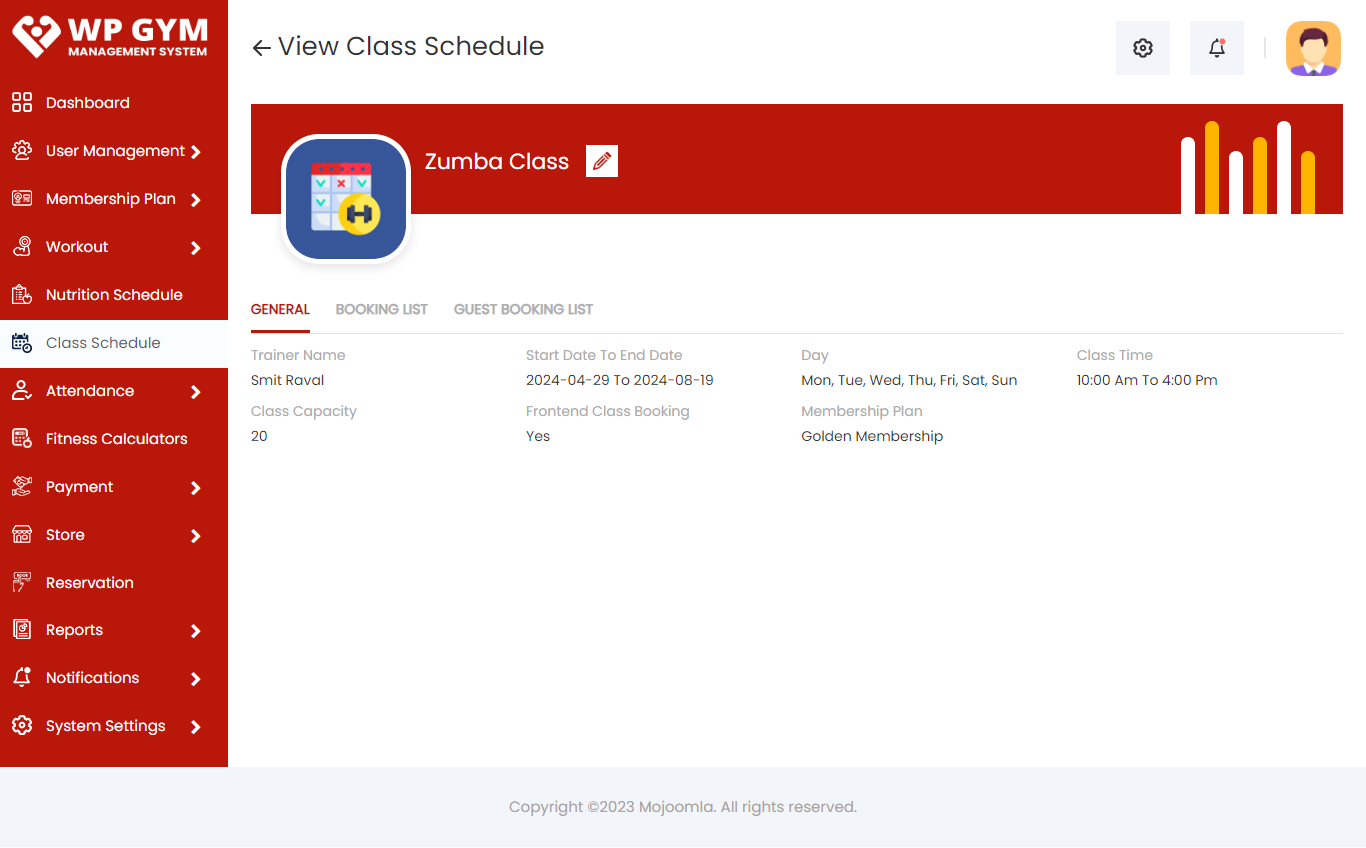 WP GYM
MANAGEMENT SYSTEM
Dashboard
User Management
Membership Plan
Workout
Nutrition Schedule
Class Schedule
Attendance
Fitness Calculators
Payment
Store
Reservation
Reports
Notifications
System Settings
View Class Schedule
Zumba Class
GENERAL BOOKING LIST GUEST BOOKING LIST
Trainer Name Start Date To End Date Day Class Time
Smit Raval 2024-04-29 To 2024-08-19 Mon, Tue, Wed, Thu, Fri, Sat, Sun 10:00 Am To 4:00 Pm
Class Capacity Frontend Class Booking Membership Plan
20 Yes Golden Membership
Copyright ©2023 Mojoomla. All rights reserved.